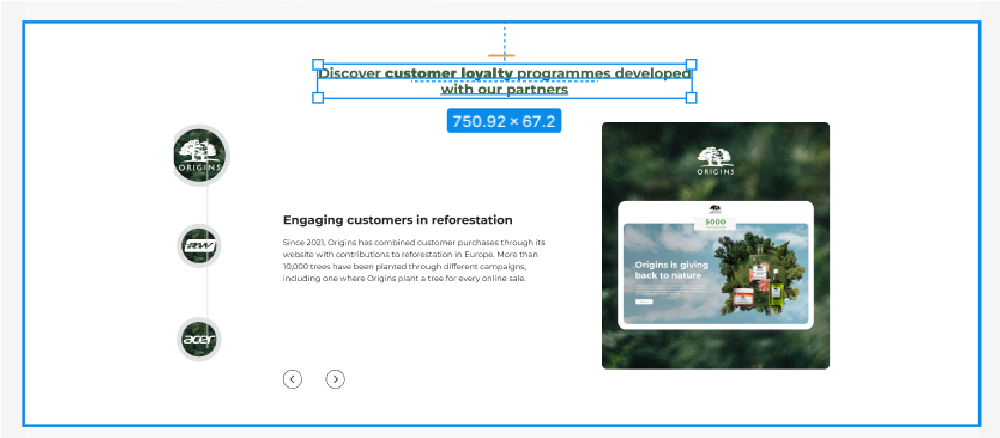 Discover customer loyalty programmes developed
with our partners
750.92 × 67.2
ORIGINS
acer
Engaging customers in reforestation
Since 2021, Origins has combined customer purchases through its
website with contributions to reforestation in Europe. More than
10,000 trees have been planted through different campaigns,
including one where Origins plant a tree for every online sale.
ORIGINS
5000
Origins is giving
back to nature